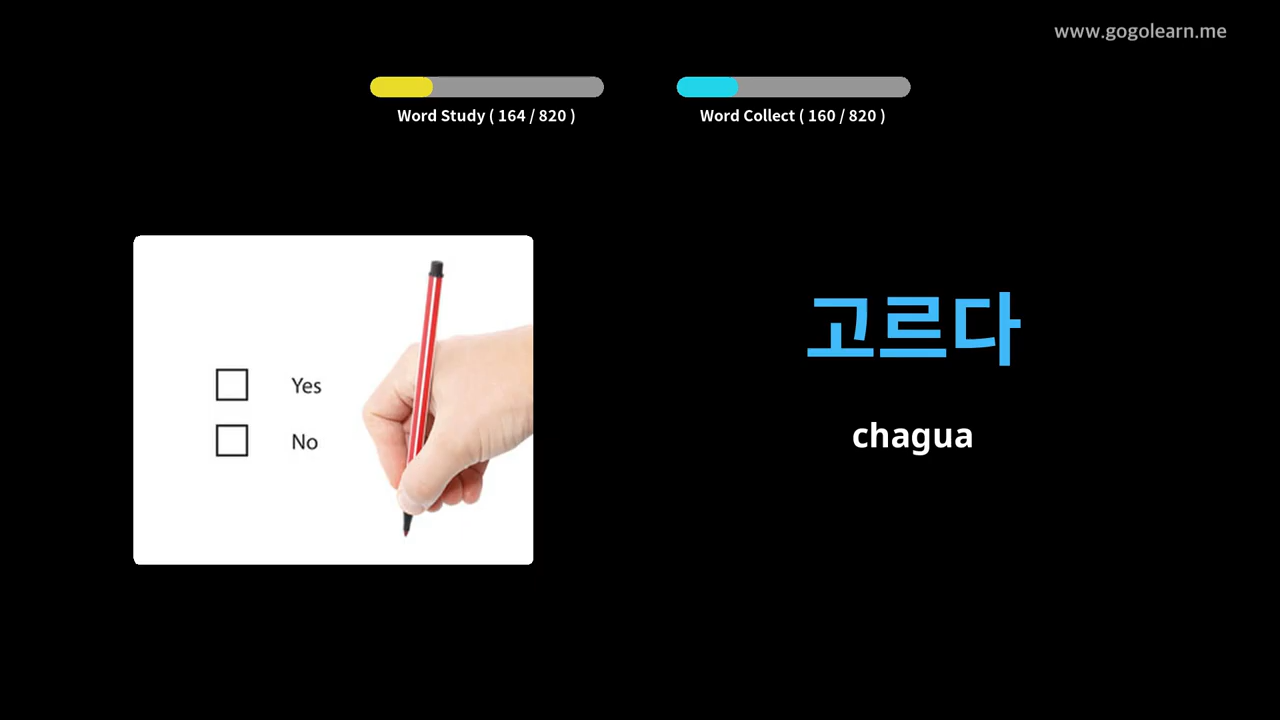 www.gogolearn.me
Word Study ( 164 / 820 )
Word Collect ( 160 / 820 )
Yes
No
고르다
chagua